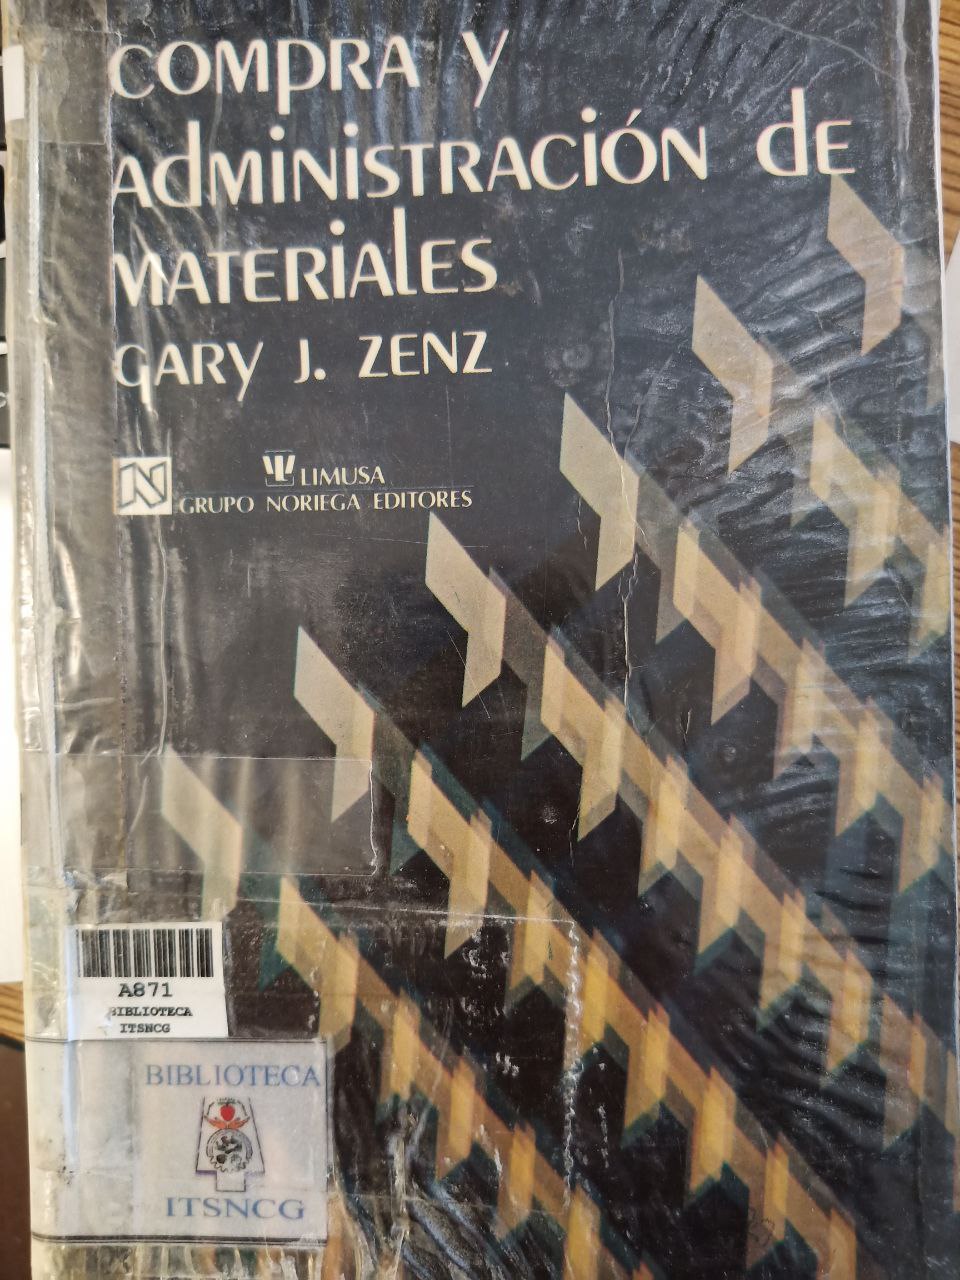 COMPRA Y
ADMINISTRACIÓN DE
MATERIALES
GARY J. ZENZ
LIMUSA
GRUPO NORIEGA EDITORES
A871
BIBLIOTECA
ITSNCG
BIBLIOTECA
ITSNCG